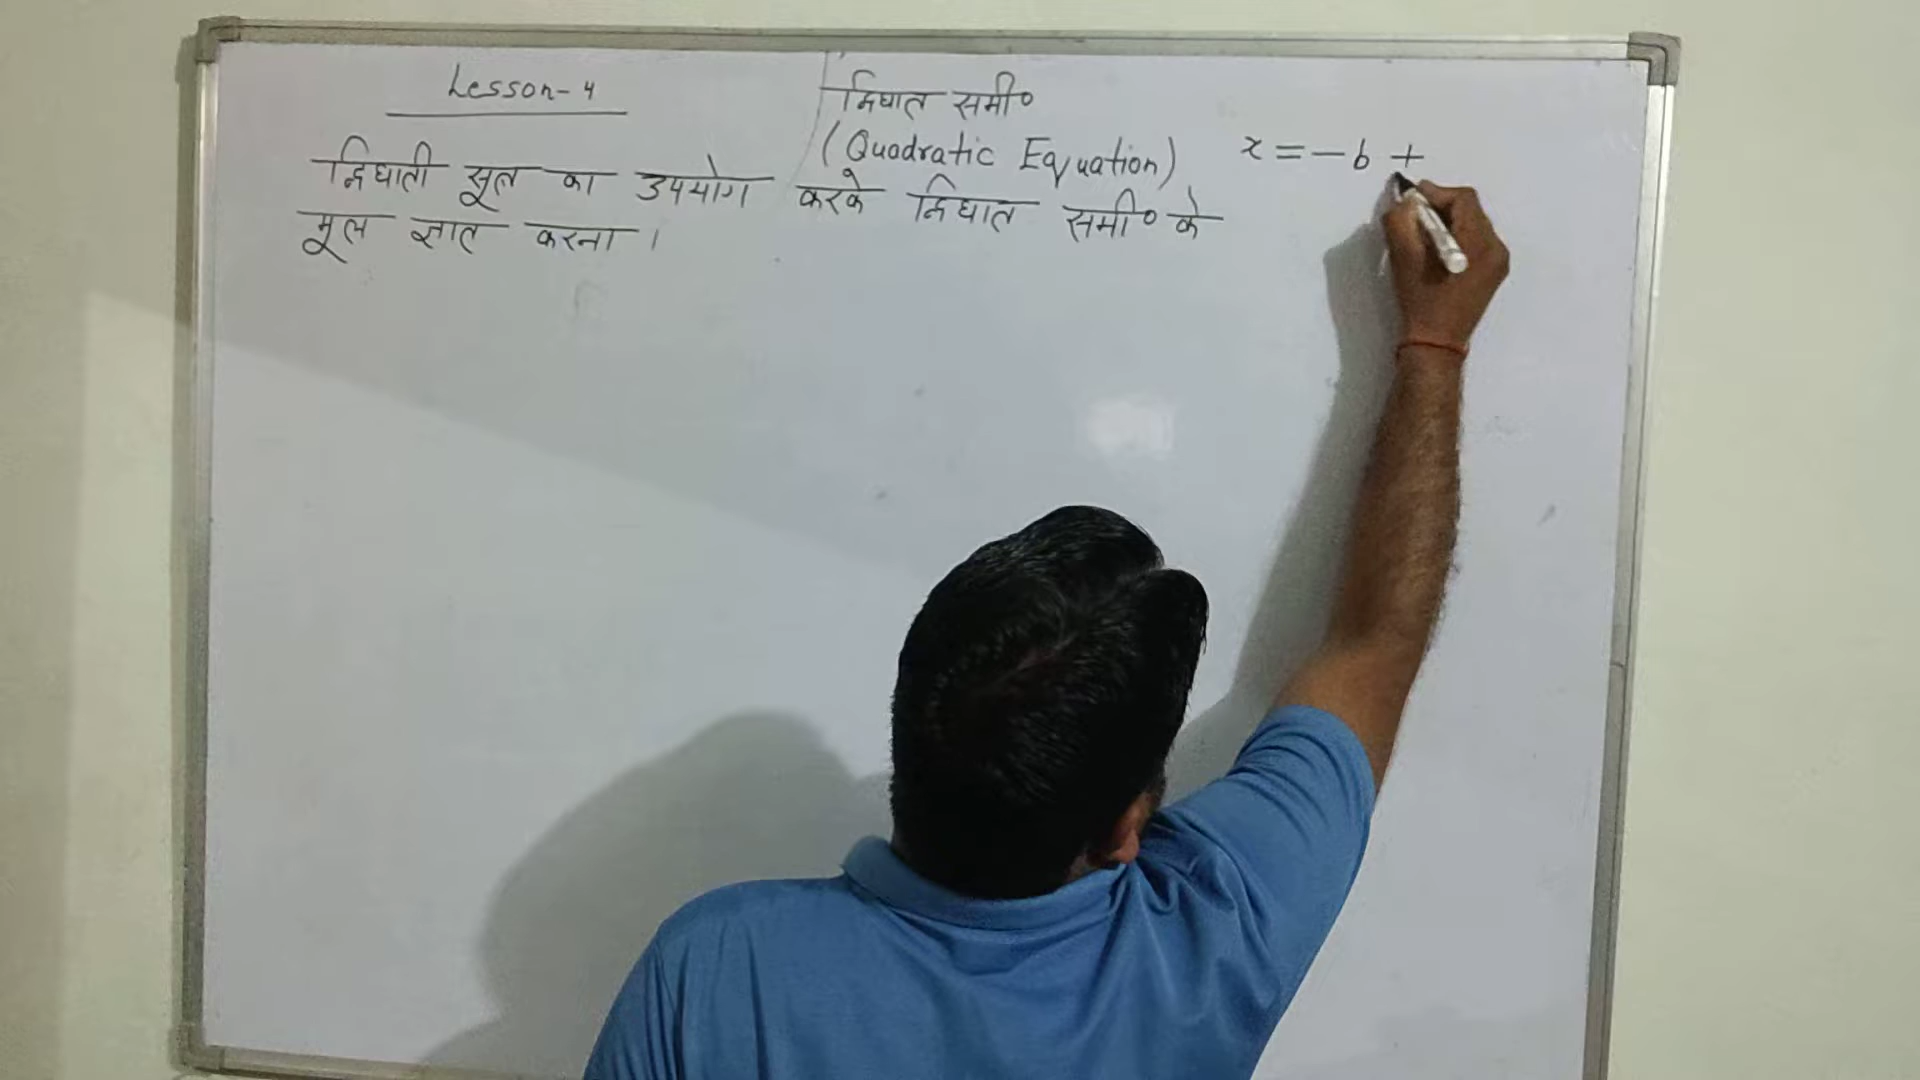 Lesson-4
द्विघात समी०
(Quadratic Equation)
x = - b +
द्विघाती सूत्र का उपयोग करके द्विघात समी० के
मूल ज्ञात करना ।